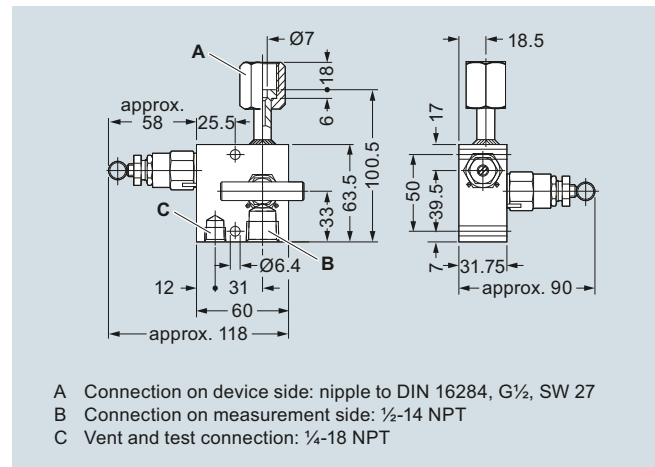 Ø7
A
18
18.5
approx.
58
25.5
6
17
100.5
63.5
50
39.5
33
C
B
Ø6.4
7
31.75
12
31
approx. 90
60
approx. 118
A Connection on device side: nipple to DIN 16284, G½, SW 27
B Connection on measurement side: ½-14 NPT
C Vent and test connection: ¼-18 NPT